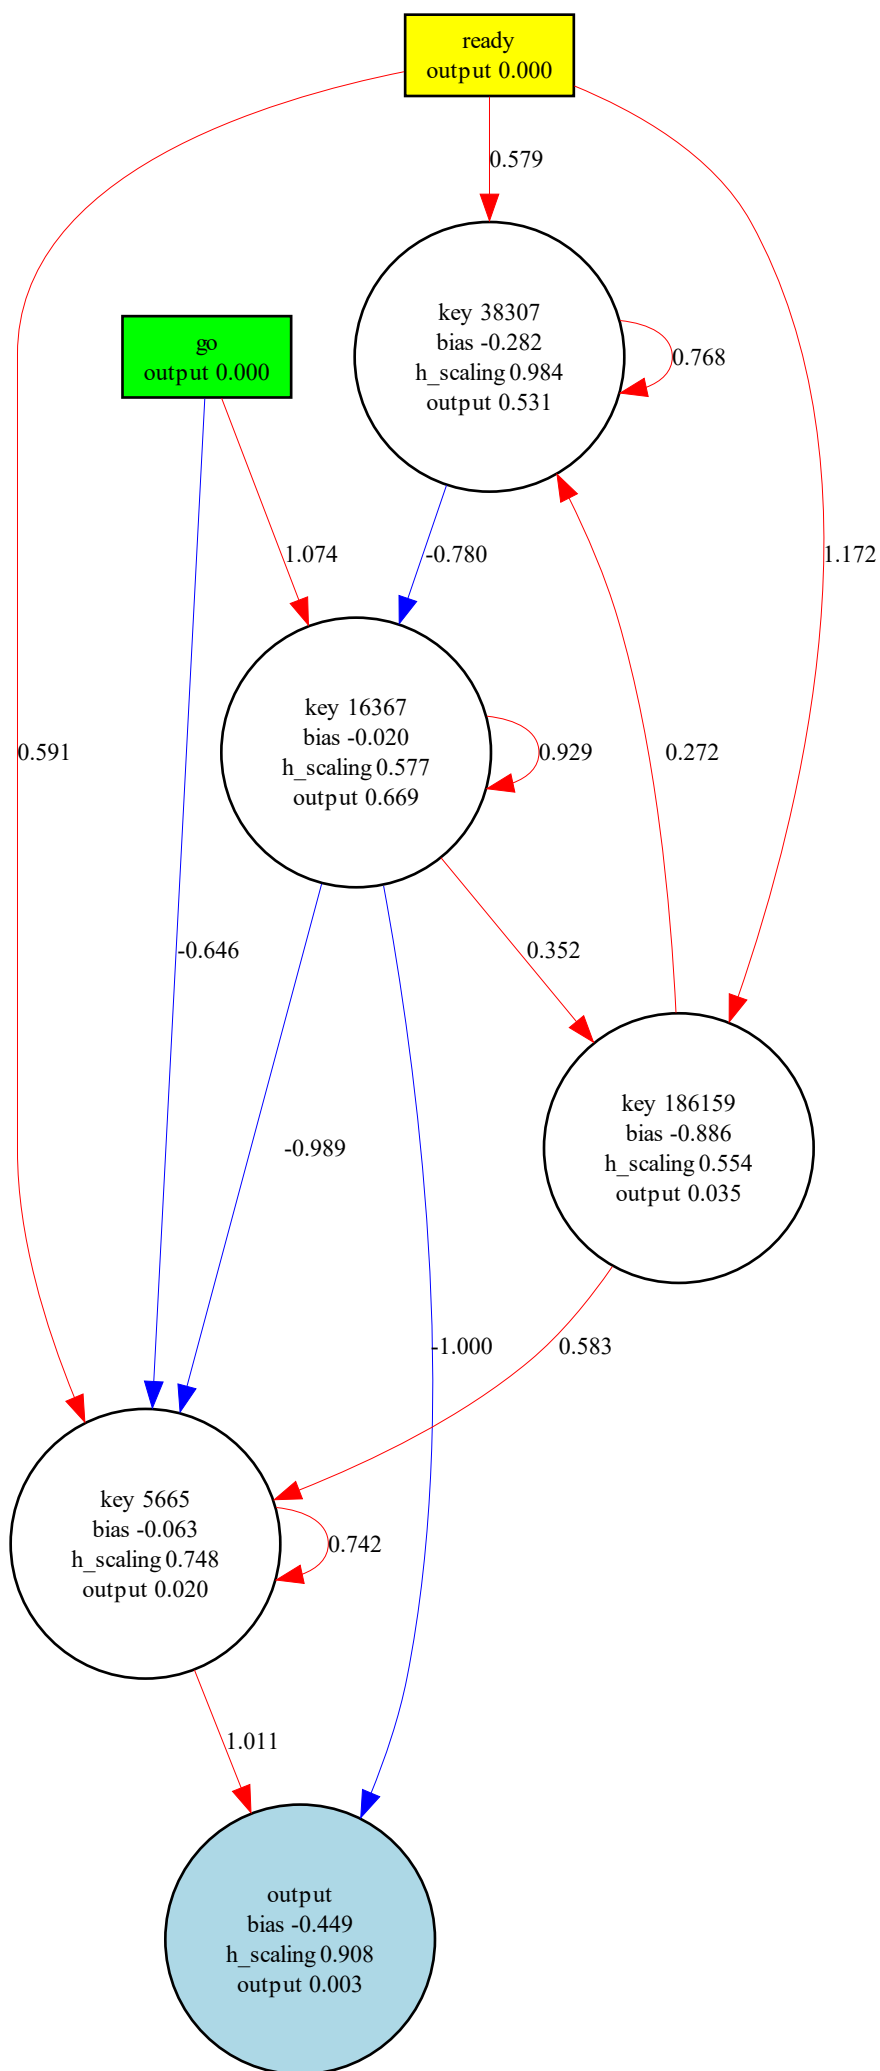 ready
output 0.000
0.579
go
output 0.000
key 38307
bias -0.282
h_scaling 0.984
output 0.531
0.768
1.074
-0.780
1.172
key 16367
bias -0.020
h_scaling 0.577
output 0.669
0.929
0.591
0.272
-0.646
0.352
key 186159
bias -0.886
h_scaling 0.554
output 0.035
-0.989
-1.000
0.583
key 5665
bias -0.063
h_scaling 0.748
output 0.020
0.742
1.011
output
bias -0.449
h_scaling 0.908
output 0.003